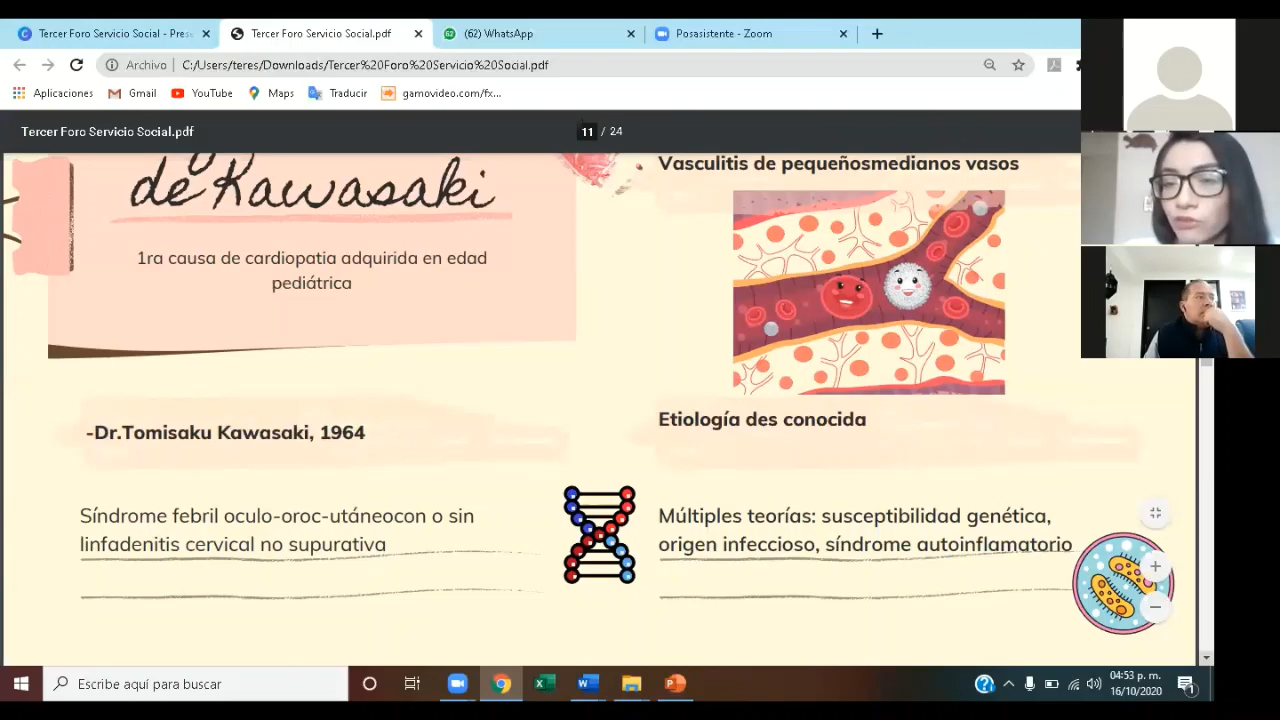 Tercer Foro Servicio Social - Pres
Tercer Foro Servicio Social.pdf
(62) WhatsApp
Posasistente - Zoom
Archivo
C:/Users/teres/Downloads/Tercer%20Foro%20Servicio%20Social.pdf
Aplicaciones
Gmail
YouTube
Maps
Traducir
gamovideo.com/fx...
Tercer Foro Servicio Social.pdf
11 / 24
de Kawasaki
1ra causa de cardiopatia adquirida en edad
pediátrica
-Dr.Tomisaku Kawasaki, 1964
Síndrome febril oculo-oroc-utáneocon o sin
linfadenitis cervical no supurativa
Vasculitis de pequeñosmedianos vasos
Etiología des conocida
Múltiples teorías: susceptibilidad genética,
origen infeccioso, síndrome autoinflamatorio
Escribe aquí para buscar
04:53 p. m.
16/10/2020